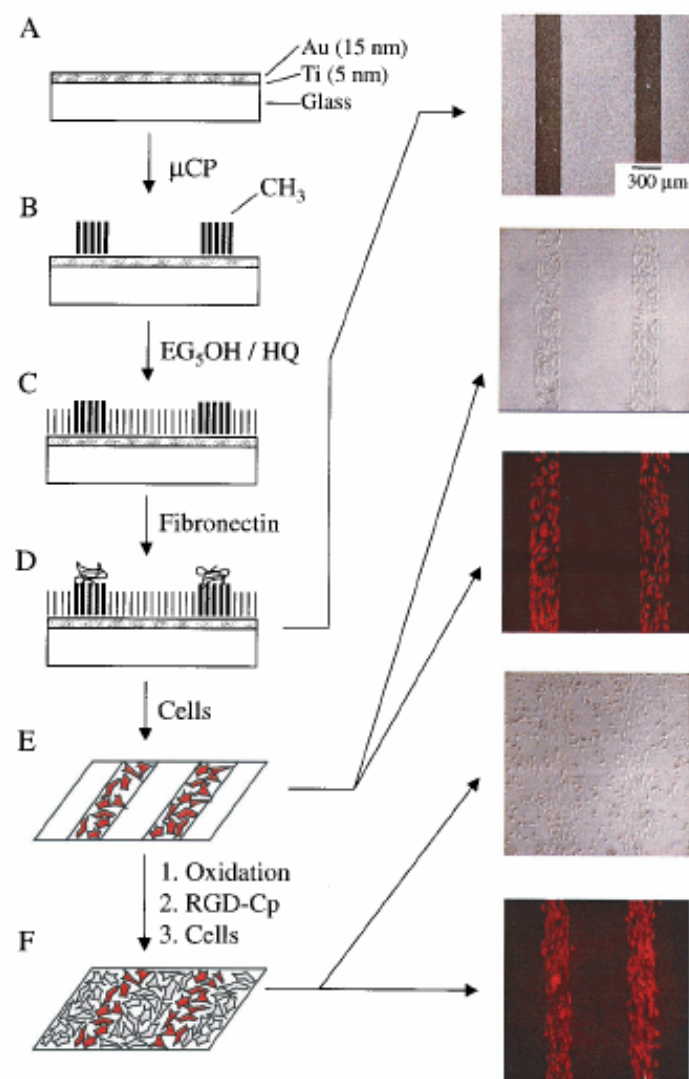 A
Au (15 nm)
Ti (5 nm)
Glass
μCP
300 μm
B
CH₃
EG₅OH / HQ
C
Fibronectin
D
Cells
E
1. Oxidation
2. RGD-Cp
3. Cells
F